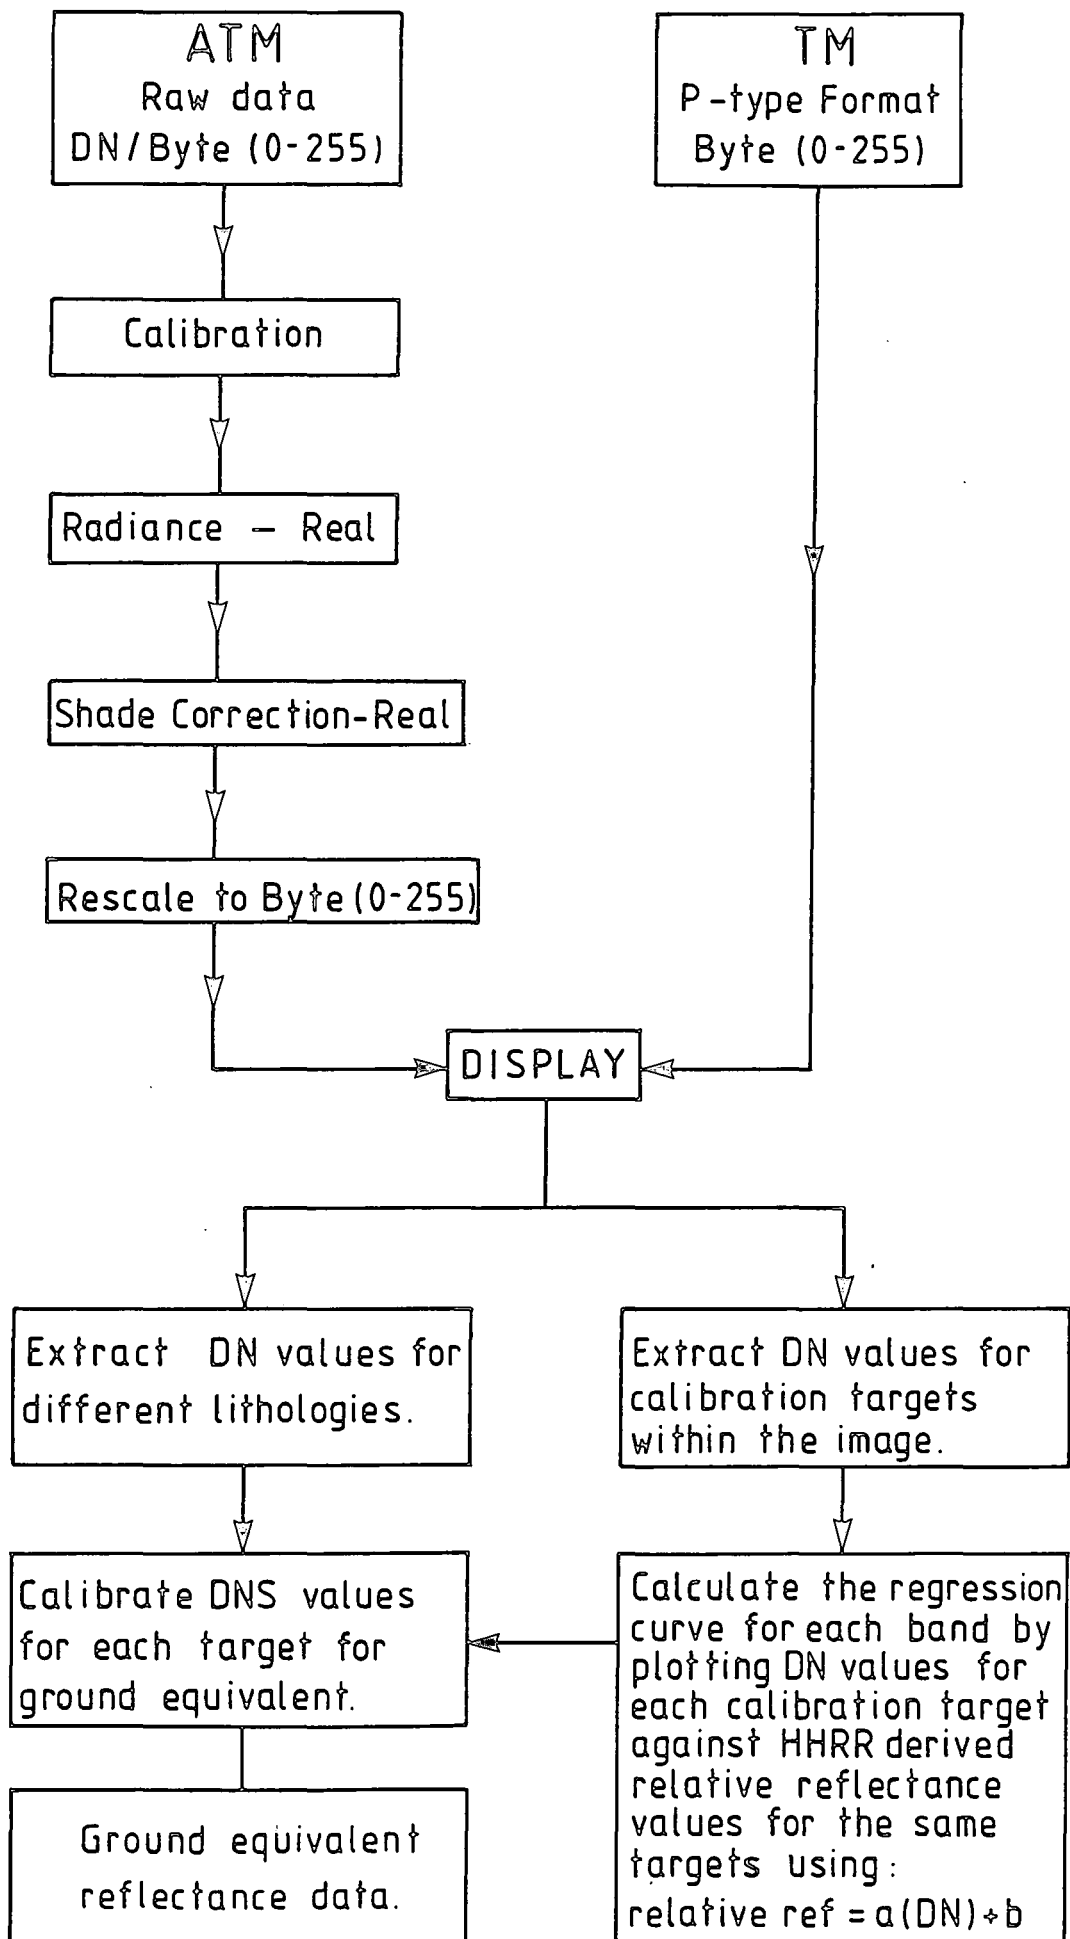 ATM
Raw data
DN/Byte (0-255)
TM
P-type Format
Byte (0-255)
Calibration
Radiance - Real
Shade Correction-Real
Rescale to Byte (0-255)
DISPLAY
Extract DN values for
different lithologies.
Extract DN values for
calibration targets
within the image.
Calibrate DNS values
for each target for
ground equivalent.
Calculate the regression
curve for each band by
plotting DN values for
each calibration target
against HHRR derived
relative reflectance
values for the same
targets using:
relative ref = a(DN)+b
Ground equivalent
reflectance data.